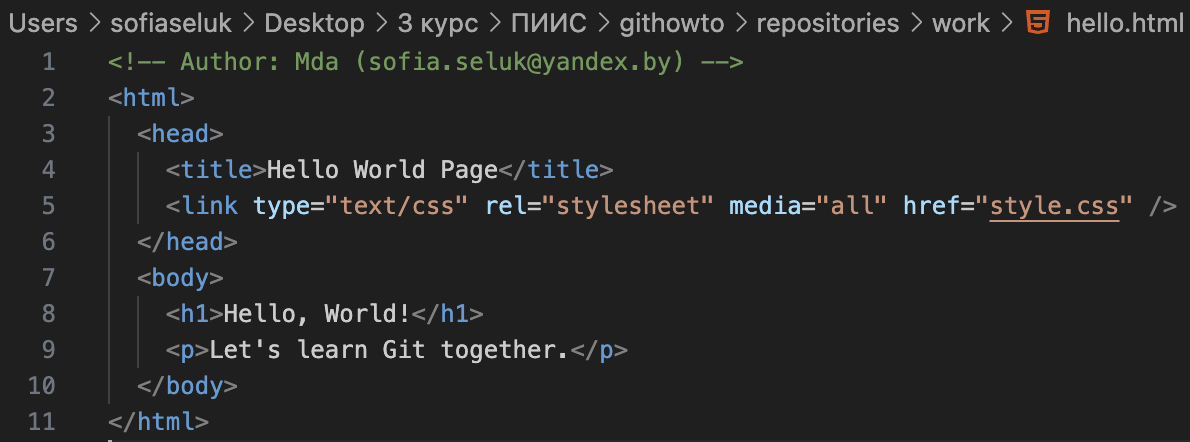 Users > sofiaseluk > Desktop > 3 курс > ПИИС > githowto > repositories > work > hello.html
1 <!-- Author: Mda (sofia.seluk@yandex.by) -->
2 <html>
3 <head>
4 <title>Hello World Page</title>
5 <link type="text/css" rel="stylesheet" media="all" href="style.css" />
6 </head>
7 <body>
8 <h1>Hello, World!</h1>
9 <p>Let's learn Git together.</p>
10 </body>
11 </html>